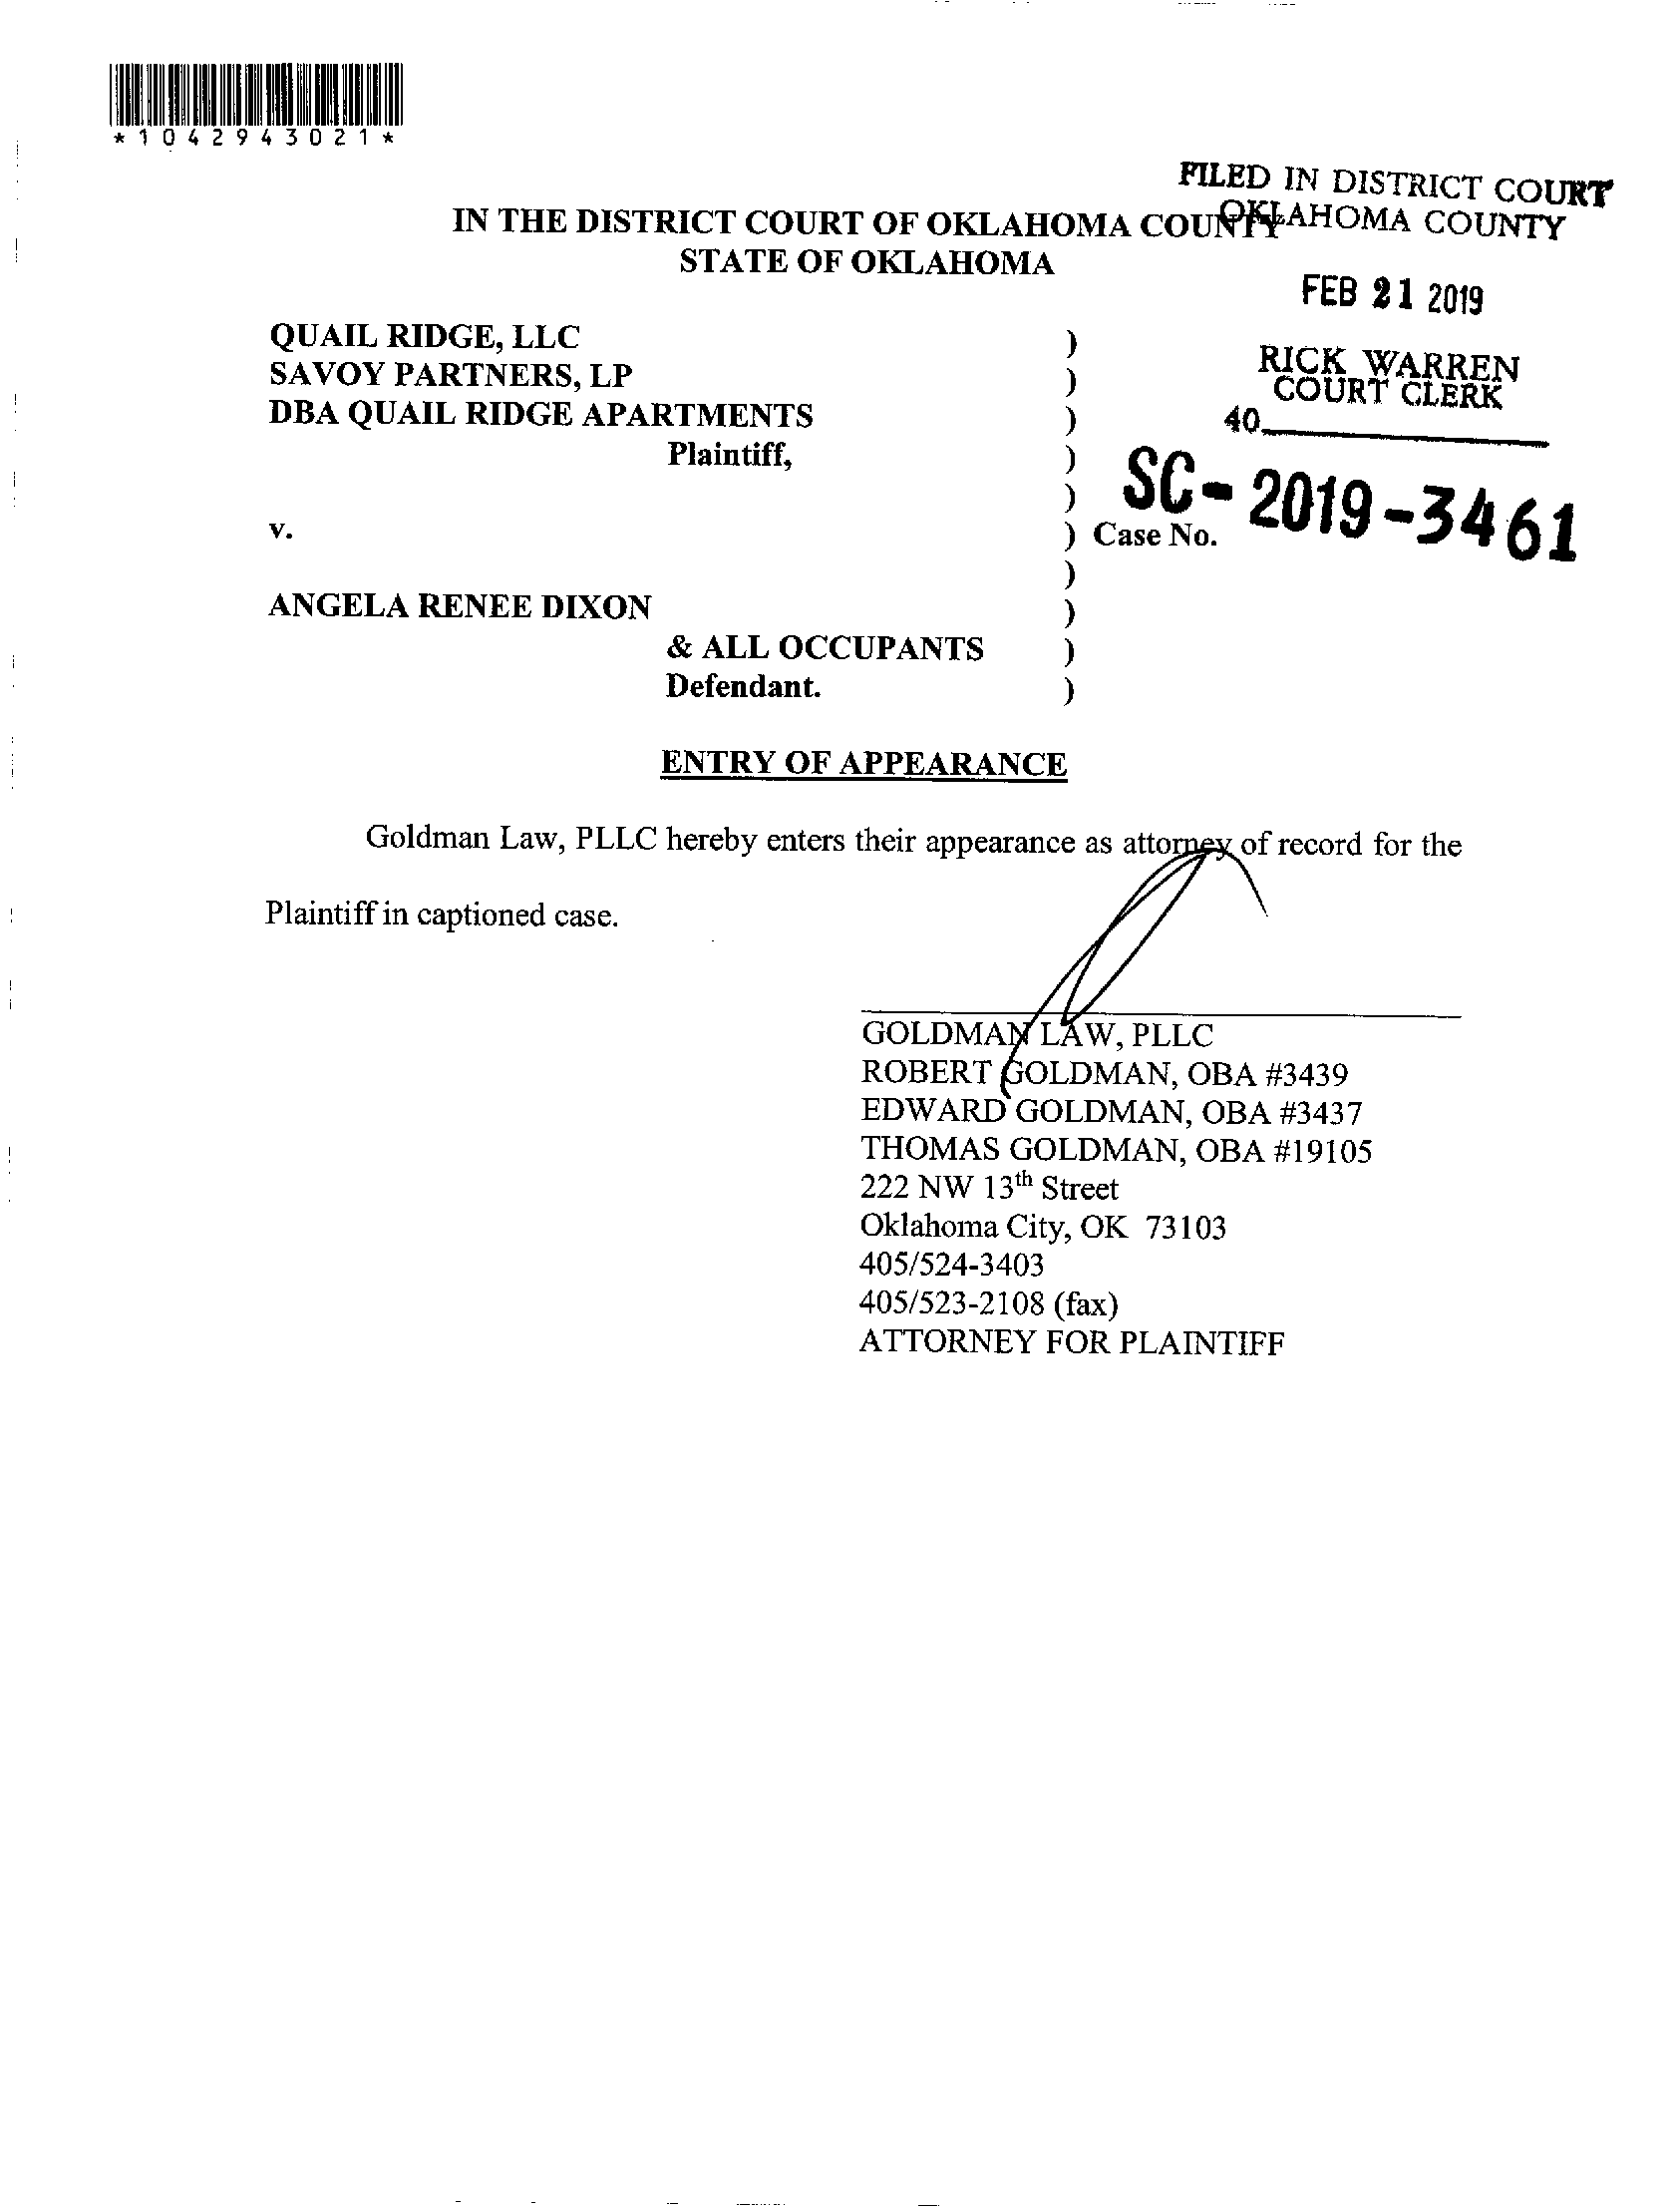 *1042943021*
FILED IN DISTRICT COURT
OKLAHOMA COUNTY
IN THE DISTRICT COURT OF OKLAHOMA COUNTY
STATE OF OKLAHOMA
FEB 21 2019
RICK WARREN
COURT CLERK
40
QUAIL RIDGE, LLC )
SAVOY PARTNERS, LP )
DBA QUAIL RIDGE APARTMENTS )
Plaintiff, )
)
v. ) Case No. SC-2019-3461
)
ANGELA RENEE DIXON )
& ALL OCCUPANTS )
Defendant. )
ENTRY OF APPEARANCE
Goldman Law, PLLC hereby enters their appearance as attorney of record for the
Plaintiff in captioned case.
GOLDMAN LAW, PLLC
ROBERT GOLDMAN, OBA #3439
EDWARD GOLDMAN, OBA #3437
THOMAS GOLDMAN, OBA #19105
222 NW 13th Street
Oklahoma City, OK 73103
405/524-3403
405/523-2108 (fax)
ATTORNEY FOR PLAINTIFF